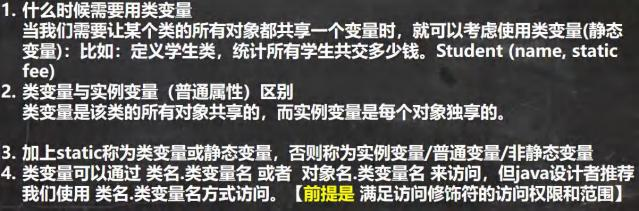 1. 什么时候需要用类变量
当我们需要让某个类的所有对象都共享一个变量时，就可以考虑使用类变量(静态
变量)：比如：定义学生类，统计所有学生共交多少钱。Student (name, static
fee)
2. 类变量与实例变量（普通属性）区别
类变量是该类的所有对象共享的，而实例变量是每个对象独享的。
3. 加上static称为类变量或静态变量，否则称为实例变量/普通变量/非静态变量
4. 类变量可以通过 类名.类变量名 或者 对象名.类变量名 来访问，但java设计者推荐
我们使用 类名.类变量名方式访问。【前提是 满足访问修饰符的访问权限和范围】